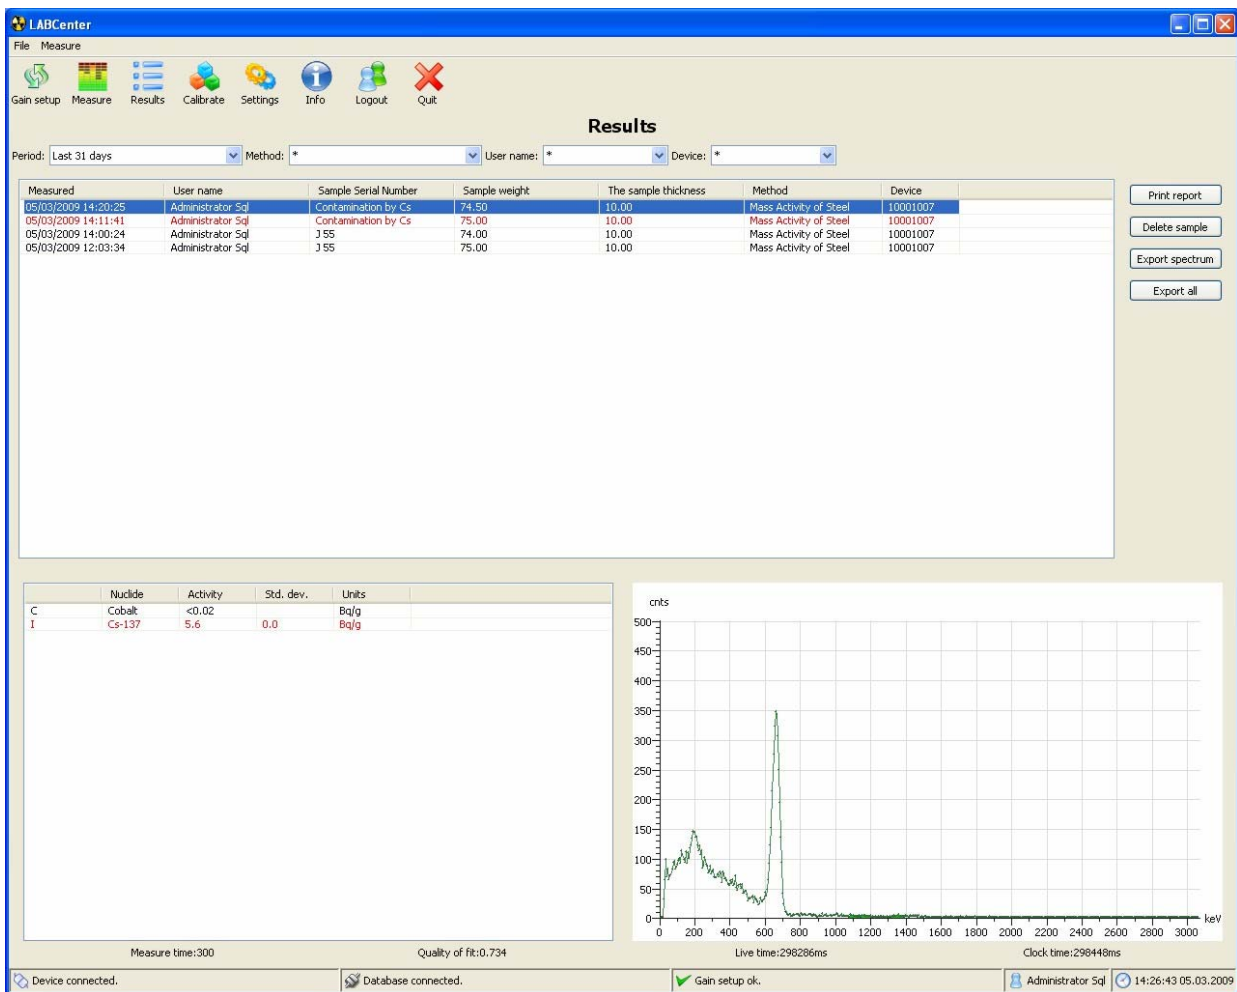 LABCenter
File Measure
Gain setup Measure Results Calibrate Settings Info Logout Quit
Results
Period: Last 31 days Method: * User name: * Device: *
Measured User name Sample Serial Number Sample weight The sample thickness Method Device
05/03/2009 14:20:25 Administrator Sql Contamination by Cs 74.50 10.00 Mass Activity of Steel 10001007
05/03/2009 14:11:41 Administrator Sql Contamination by Cs 75.00 10.00 Mass Activity of Steel 10001007
05/03/2009 14:00:24 Administrator Sql J 55 74.00 10.00 Mass Activity of Steel 10001007
05/03/2009 12:03:34 Administrator Sql J 55 75.00 10.00 Mass Activity of Steel 10001007
Print report
Delete sample
Export spectrum
Export all
Nuclide Activity Std. dev. Units
C Cobalt <0.02 Bq/g
I Cs-137 5.6 0.0 Bq/g
cnts
500
450
400
350
300
250
200
150
100
50
0
keV
0 200 400 600 800 1000 1200 1400 1600 1800 2000 2200 2400 2600 2800 3000
Measure time:300 Quality of fit:0.734 Live time:298286ms Clock time:298448ms
Device connected. Database connected. Gain setup ok. Administrator Sql 14:26:43 05.03.2009